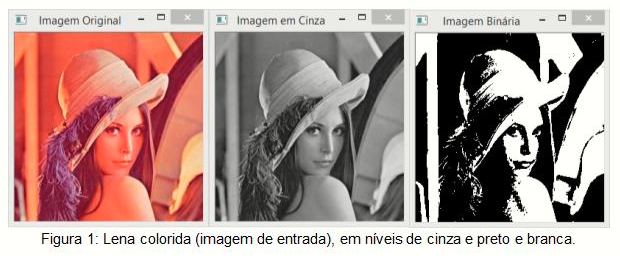 Imagem Original
Imagem em Cinza
Imagem Binária
Figura 1: Lena colorida (imagem de entrada), em níveis de cinza e preto e branca.